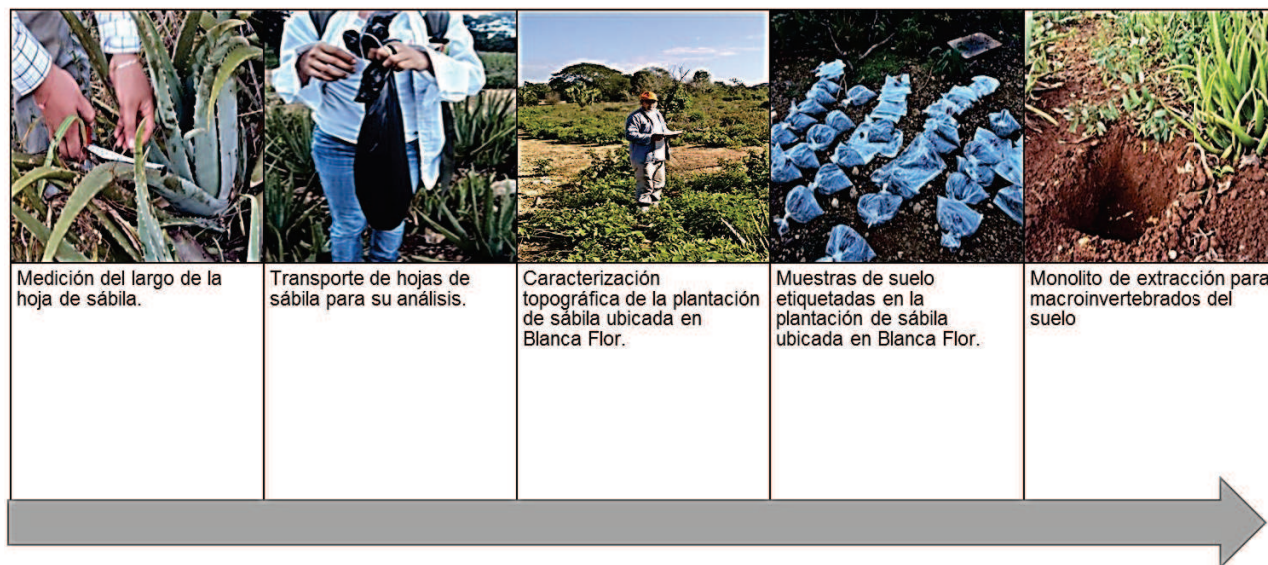 Medición del largo de la
hoja de sábila.
Transporte de hojas de
sábila para su análisis.
Caracterización
topográfica de la plantación
de sábila ubicada en
Blanca Flor.
Muestras de suelo
etiquetadas en la
plantación de sábila
ubicada en Blanca Flor.
Monolito de extracción para
macroinvertebrados del
suelo